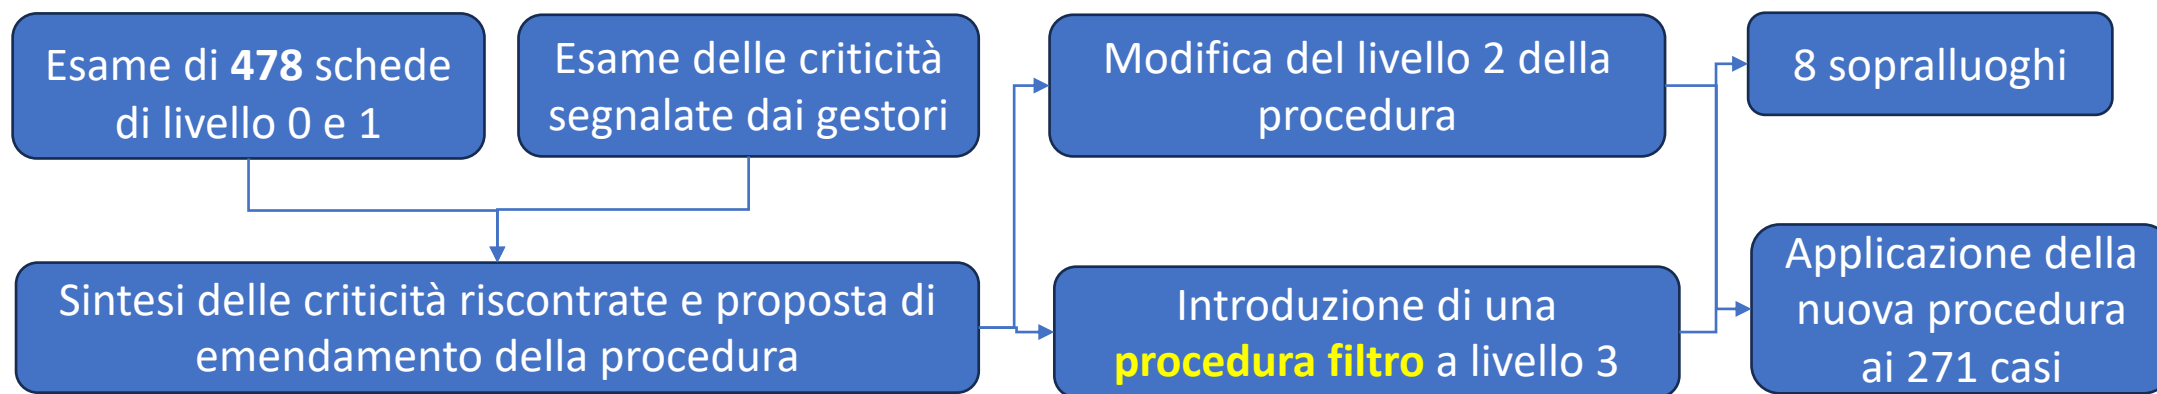 Esame di 478 schede
di livello 0 e 1
Esame delle criticità
segnalate dai gestori
Sintesi delle criticità riscontrate e proposta di
emendamento della procedura
Modifica del livello 2 della
procedura
Introduzione di una
procedura filtro a livello 3
8 sopralluoghi
Applicazione della
nuova procedura
ai 271 casi